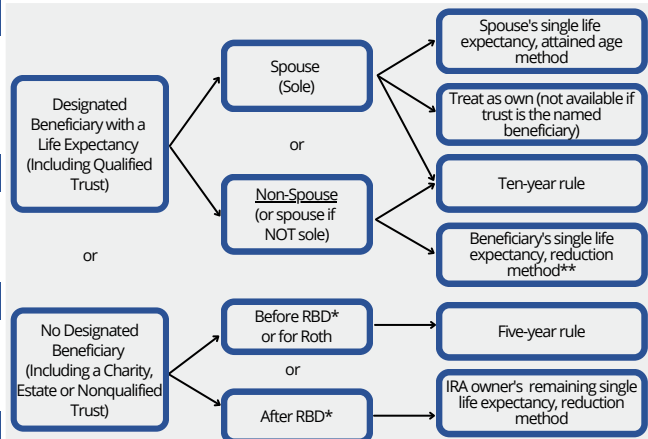 Designated
Beneficiary with a
Life Expectancy
(Including Qualified
Trust)
or
No Designated
Beneficiary
(Including a Charity,
Estate or Nonqualified
Trust)
Spouse
(Sole)
or
Non-Spouse
(or spouse if
NOT sole)
Before RBD*
or for Roth
or
After RBD*
Spouse's single life
expectancy, attained age
method
Treat as own (not available if
trust is the named
beneficiary)
Ten-year rule
Beneficiary's single life
expectancy, reduction
method**
Five-year rule
IRA owner's remaining single
life expectancy, reduction
method